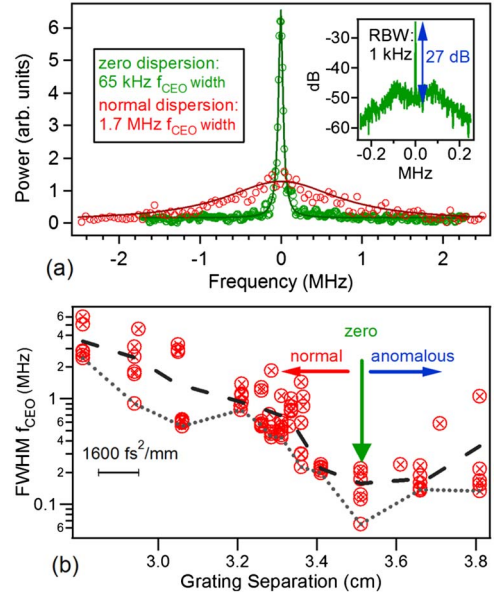 6
5
4
3
2
1
0
Power (arb. units)
zero dispersion:
65 kHz fCEO width
normal dispersion:
1.7 MHz fCEO width
RBW:
1 kHz
27 dB
dB
-30
-40
-50
-60
-0.2
0.0
0.2
MHz
-2
-1
0
1
2
(a)
Frequency (MHz)
zero
normal
anomalous
6
4
2
1
6
4
2
0.1
6
FWHM fCEO (MHz)
1600 fs²/mm
3.0
3.2
3.4
3.6
3.8
(b)
Grating Separation (cm)